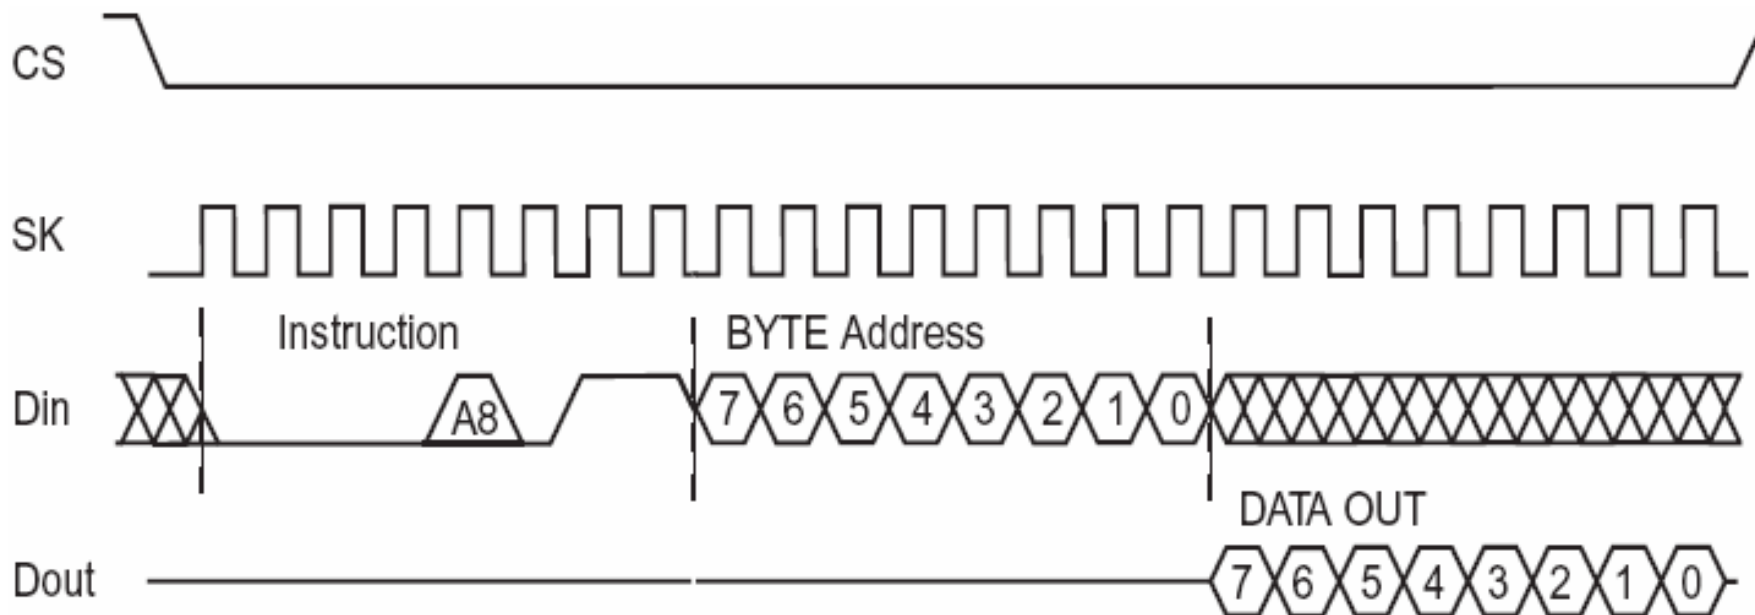 CS
SK
Instruction
BYTE Address
Din
A8
7 6 5 4 3 2 1 0
DATA OUT
Dout
7 6 5 4 3 2 1 0